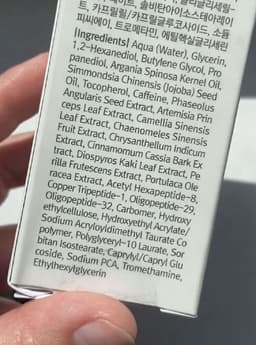 트, 카프릴릴/카프릴글루코사이드, 소듐
피씨에이, 트로메타민, 에틸헥실글리세린
[Ingredients] Aqua (Water), Glycerin,
1,2-Hexanediol, Butylene Glycol, Pro
panediol, Argania Spinosa Kernel Oil,
Simmondsia Chinensis (Jojoba) Seed
Oil, Tocopherol, Caffeine, Phaseolus
Angularis Seed Extract, Artemisia Prin
ceps Leaf Extract, Camellia Sinensis
Leaf Extract, Chaenomeles Sinensis
Fruit Extract, Chrysanthellum Indicum
Extract, Cinnamomum Cassia Bark Ex
tract, Diospyros Kaki Leaf Extract, Pe
rilla Frutescens Extract, Portulaca Ole
racea Extract, Acetyl Hexapeptide-8,
Copper Tripeptide-1, Oligopeptide-29,
Oligopeptide-32, Carbomer, Hydroxy
ethylcellulose, Hydroxyethyl Acrylate/
Sodium Acryloyldimethyl Taurate Co
polymer, Polyglyceryl-10 Laurate, Sor
bitan Isostearate, Caprylyl/Capryl Glu
coside, Sodium PCA, Tromethamine,
Ethylhexylglycerin